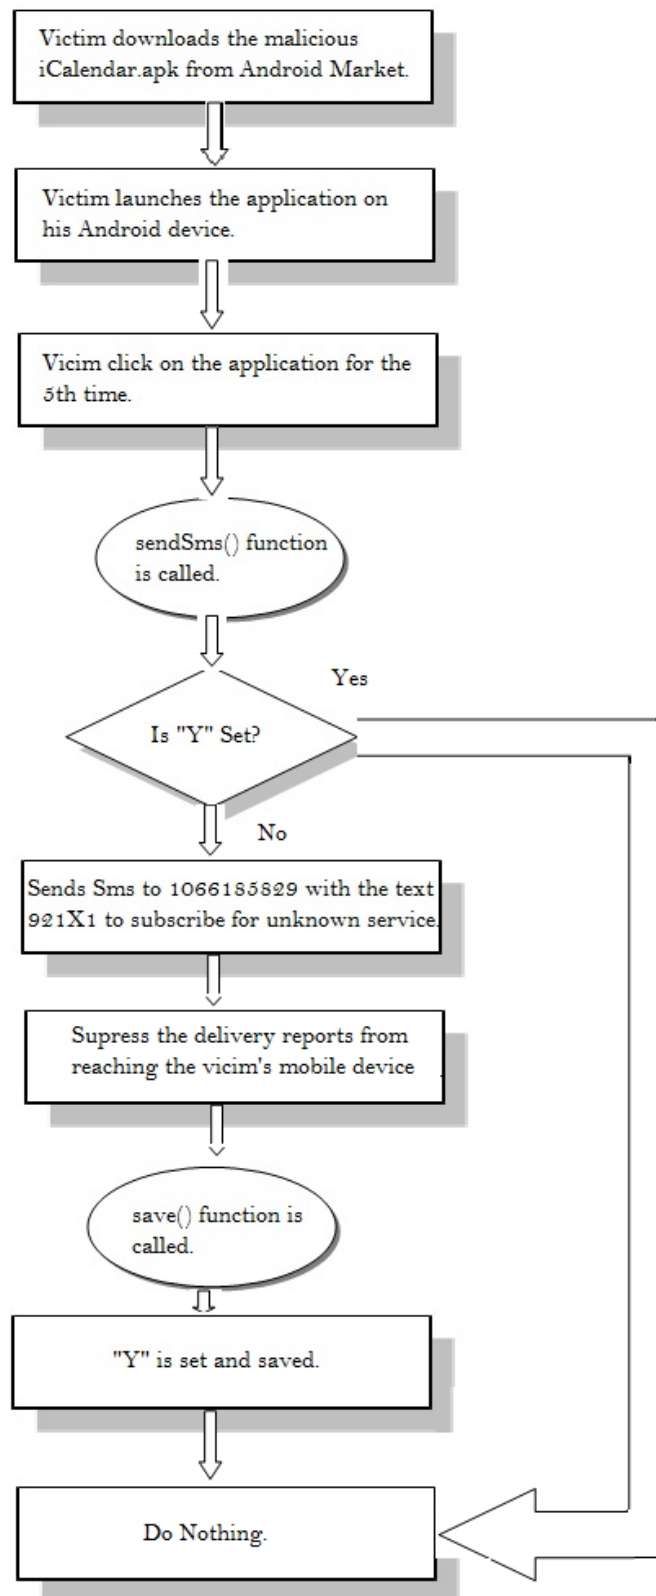 Victim downloads the malicious
iCalendar.apk from Android Market.
Victim launches the application on
his Android device.
Vicim click on the application for the
5th time.
sendSms() function
is called.
Yes
Is "Y" Set?
No
Sends Sms to 1066185829 with the text
921X1 to subscribe for unknown service.
Supress the delivery reports from
reaching the vicim's mobile device
save() function is
called.
"Y" is set and saved.
Do Nothing.